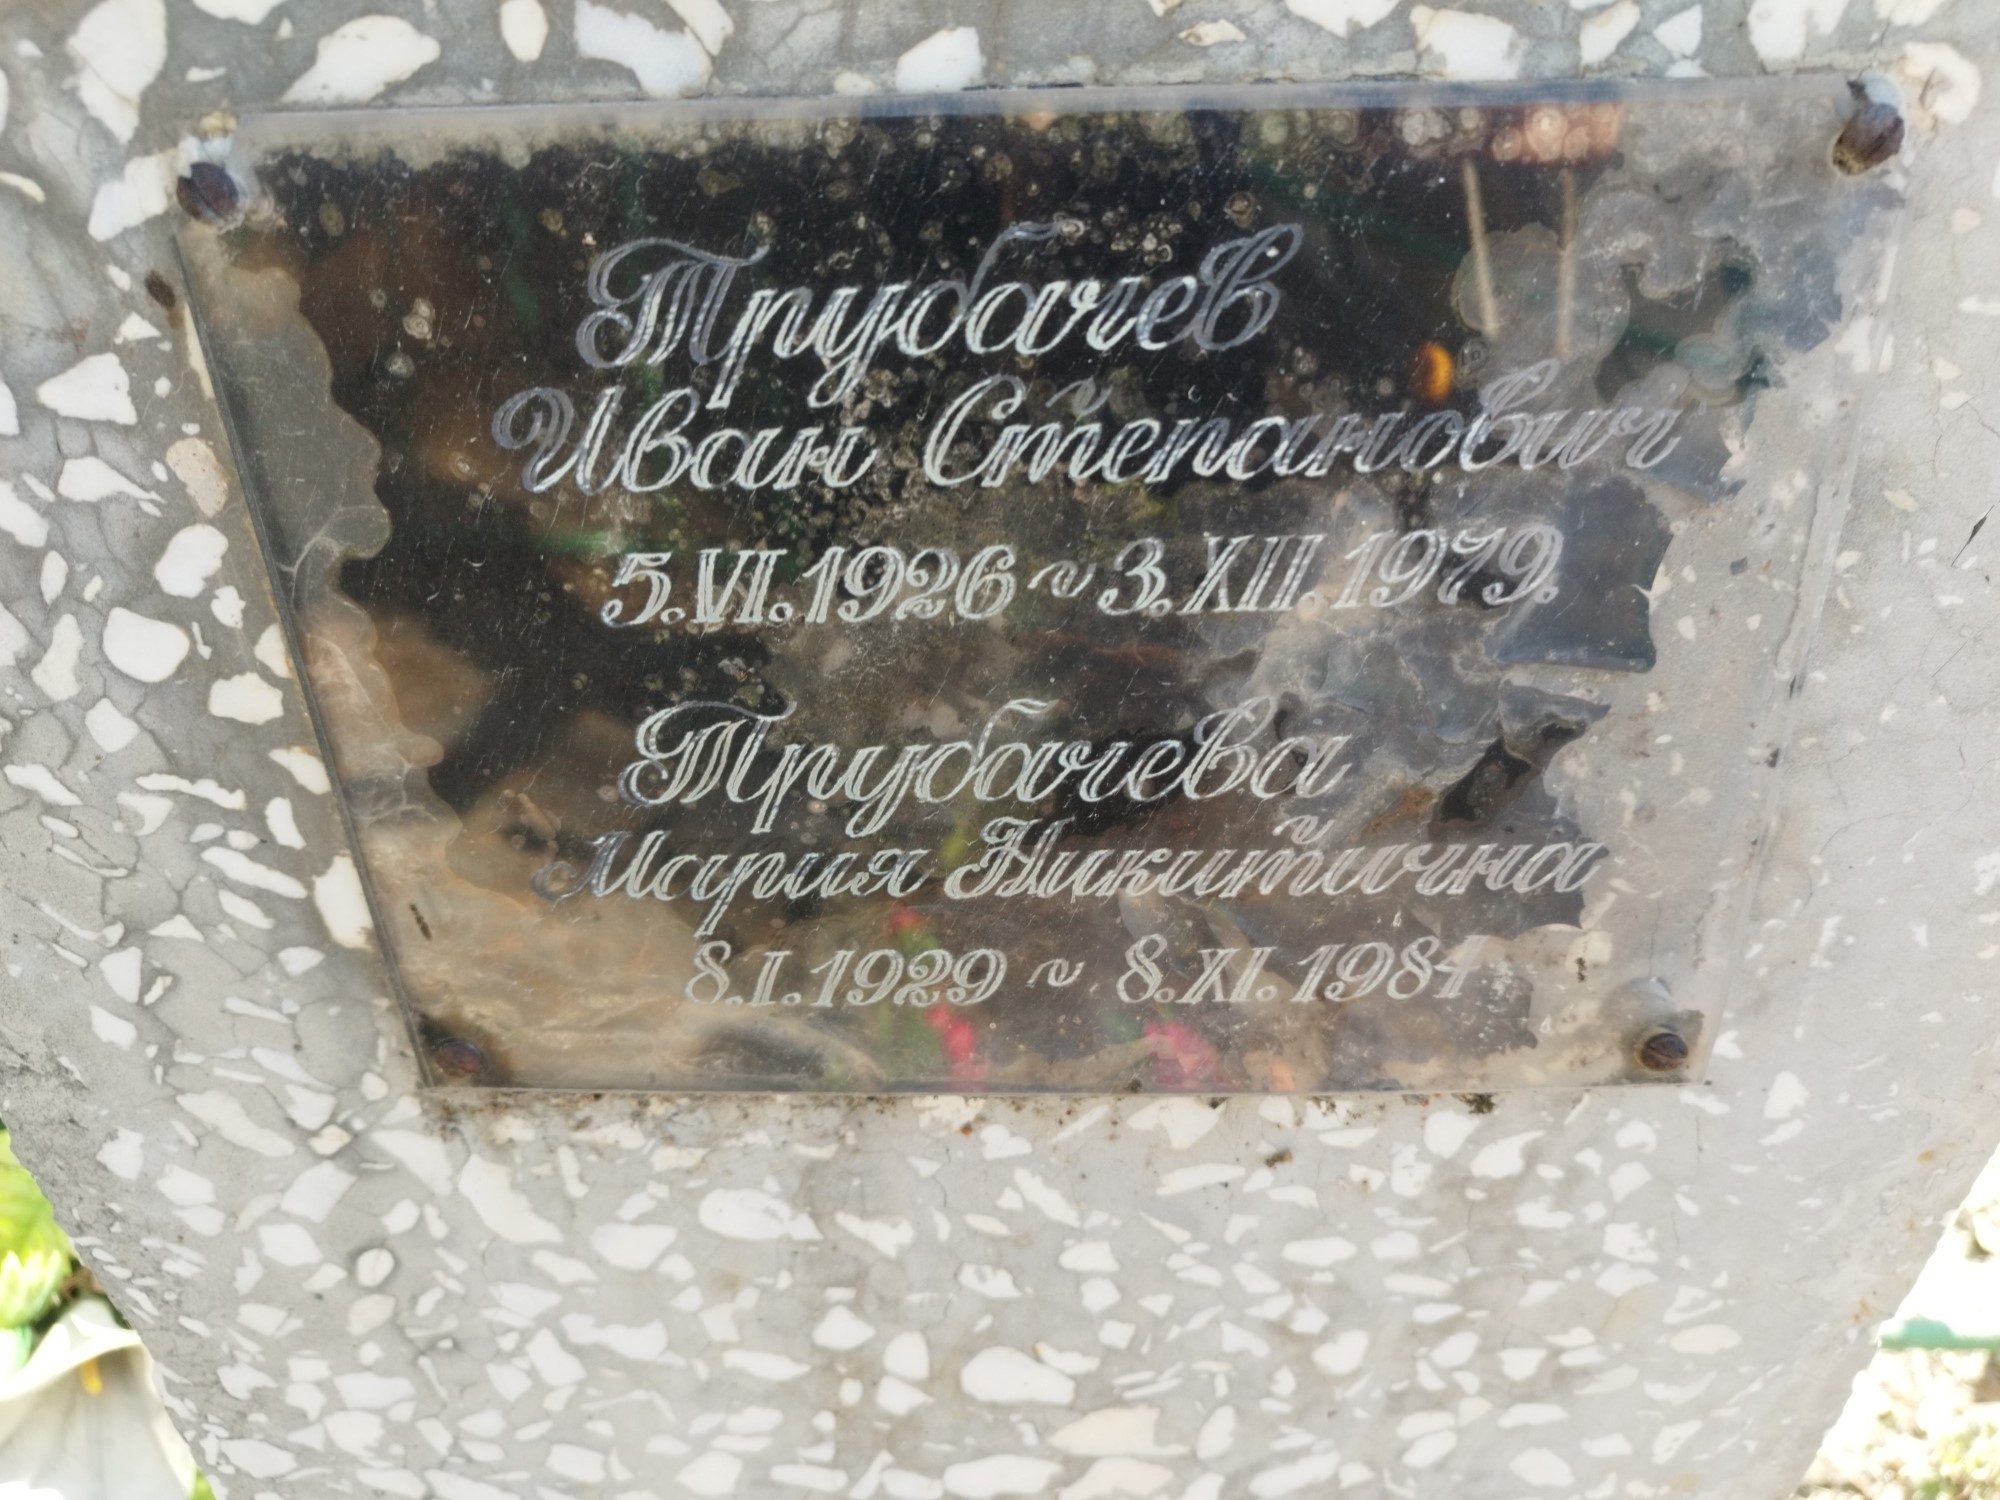 Трубачев
Иван Степанович
5.VI.1926 ~ 3.XII.1979.
Трубачева
Мария Никитична
8.I.1929 ~ 8.XI.1984